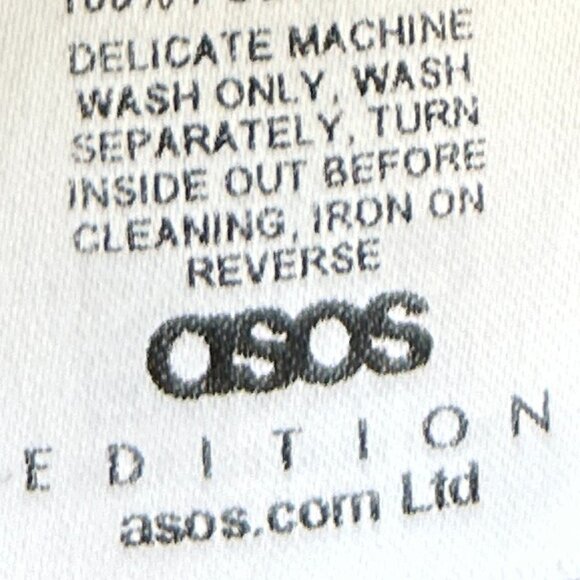 100%
DELICATE MACHINE
WASH ONLY, WASH
SEPARATELY, TURN
INSIDE OUT BEFORE
CLEANING, IRON ON
REVERSE
asos
EDITION
asos.com Ltd